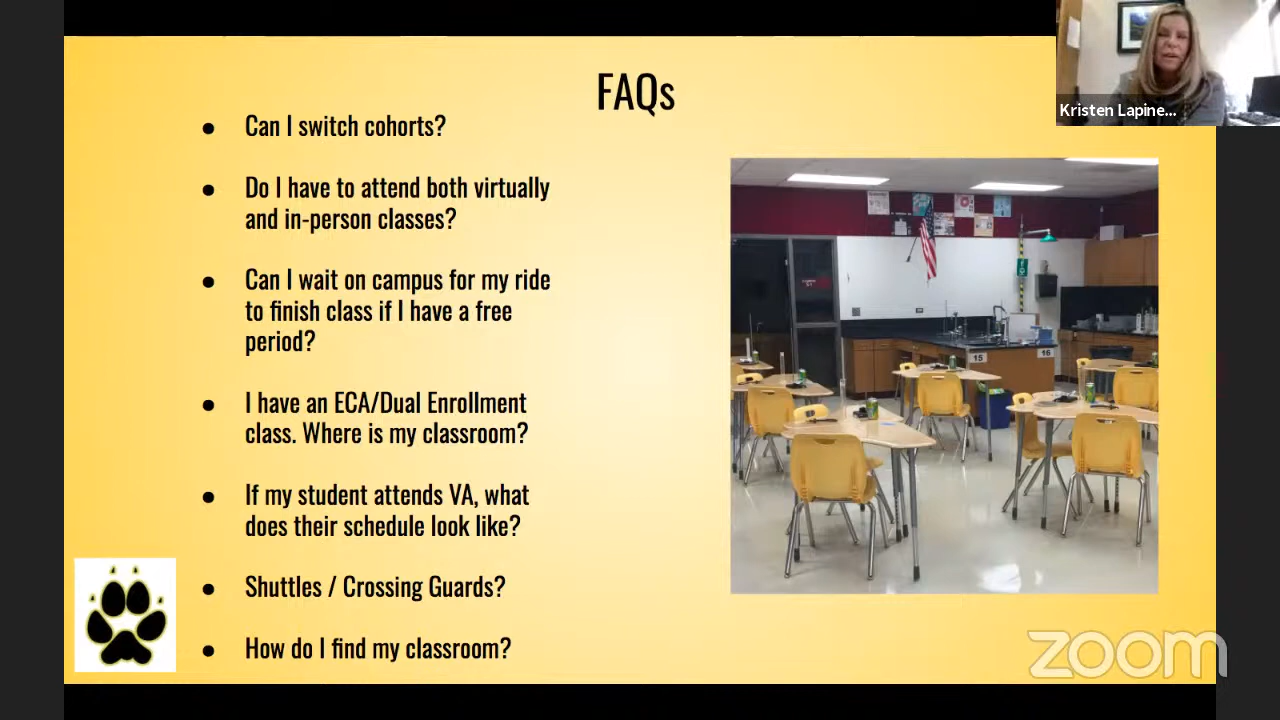 FAQs
● Can I switch cohorts?
● Do I have to attend both virtually
and in-person classes?
● Can I wait on campus for my ride
to finish class if I have a free
period?
● I have an ECA/Dual Enrollment
class. Where is my classroom?
● If my student attends VA, what
does their schedule look like?
● Shuttles / Crossing Guards?
● How do I find my classroom?
Kristen Lapine...
15
16
zoom